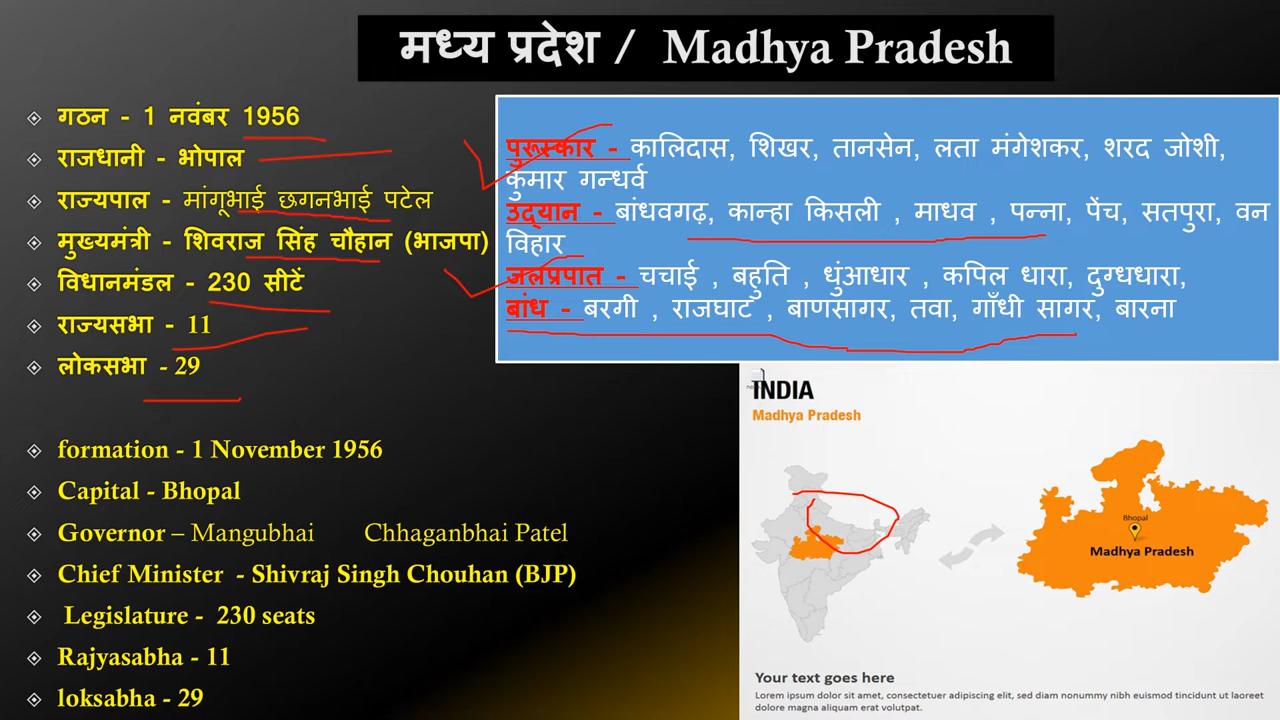 मध्य प्रदेश / Madhya Pradesh
गठन - 1 नवंबर 1956
राजधानी - भोपाल
राज्यपाल - मांगूभाई छगनभाई पटेल
मुख्यमंत्री - शिवराज सिंह चौहान (भाजपा)
विधानमंडल - 230 सीटें
राज्यसभा - 11
लोकसभा - 29
formation - 1 November 1956
Capital - Bhopal
Governor – Mangubhai Chhaganbhai Patel
Chief Minister - Shivraj Singh Chouhan (BJP)
Legislature - 230 seats
Rajyasabha - 11
loksabha - 29
पुरूस्कार - कालिदास, शिखर, तानसेन, लता मंगेशकर, शरद जोशी,
कुमार गन्धर्व
उद्यान - बांधवगढ़, कान्हा किसली , माधव , पन्ना, पेंच, सतपुरा, वन
विहार
जलप्रपात - चचाई , बहुति , धुंआधार , कपिल धारा, दुग्धधारा,
बांध - बरगी , राजघाट , बाणसागर, तवा, गाँधी सागर, बारना
INDIA
Madhya Pradesh
Bhopal
Madhya Pradesh
Your text goes here
Lorem ipsum dolor sit amet, consectetuer adipiscing elit, sed diam nonummy nibh euismod tincidunt ut laoreet
dolore magna aliquam erat volutpat.